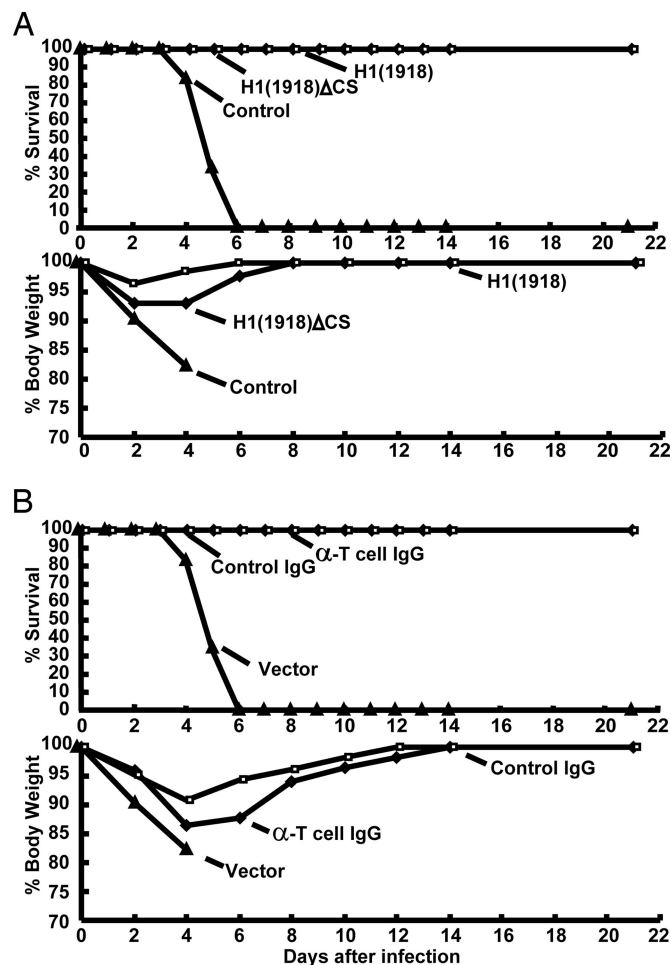 A
100
90
80
70
60
50
40
30
20
10
0
% Survival
H1(1918)
H1(1918)ΔCS
Control
0 2 4 6 8 10 12 14 16 18 20 22
100
95
90
85
80
75
70
% Body Weight
H1(1918)
H1(1918)ΔCS
Control
0 2 4 6 8 10 12 14 16 18 20 22
B
100
90
80
70
60
50
40
30
20
10
0
% Survival
α-T cell IgG
Control IgG
Vector
0 2 4 6 8 10 12 14 16 18 20 22
100
95
90
85
80
75
70
% Body Weight
Control IgG
α-T cell IgG
Vector
0 2 4 6 8 10 12 14 16 18 20 22
Days after infection